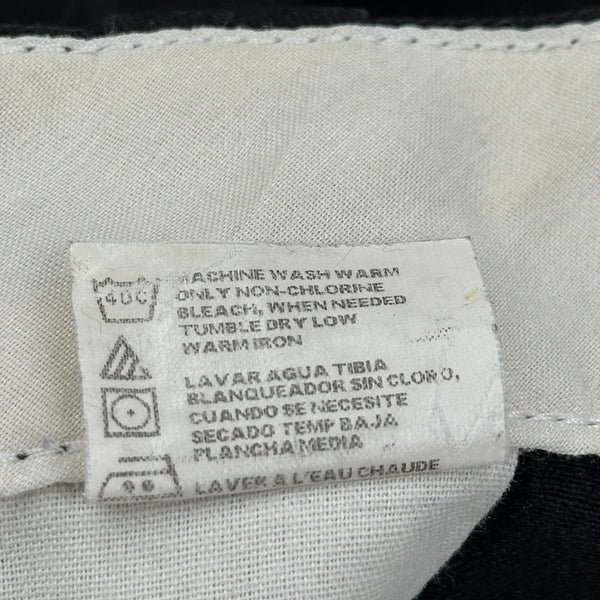 40C
MACHINE WASH WARM
ONLY NON-CHLORINE
BLEACH, WHEN NEEDED
TUMBLE DRY LOW
WARM IRON
LAVAR AGUA TIBIA
BLANQUEADOR SIN CLORO,
CUANDO SE NECESITE
SECADO TEMP BAJA
PLANCHA MEDIA
LAVER À L'EAU CHAUDE